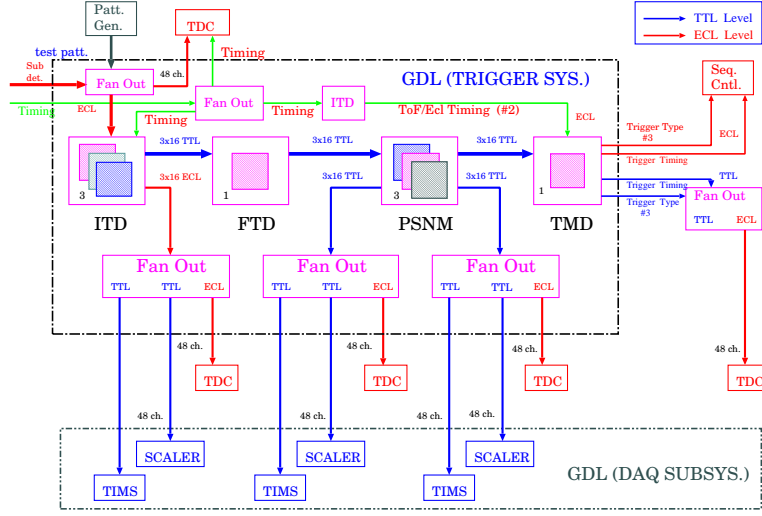 Patt.
Gen.
TDC
TTL Level
ECL Level
test patt.
Timing
Sub
det.
Fan Out
48 ch.
GDL (TRIGGER SYS.)
Seq.
Cntl.
Timing
ECL
Fan Out
Timing
ITD
ToF/Ecl Timing (#2)
ECL
Timing
Trigger Type
#3
ECL
3x16 TTL
3x16 TTL
3x16 TTL
Trigger Timing
3x16 ECL
3x16 TTL
3x16 TTL
TTL
Trigger Timing
3
1
3
1
Trigger Type
#3
Fan Out
TTL
ECL
ITD
FTD
PSNM
TMD
Fan Out
TTL
TTL
ECL
Fan Out
TTL
TTL
ECL
Fan Out
TTL
TTL
ECL
48 ch.
48 ch.
48 ch.
48 ch.
48 ch.
48 ch.
48 ch.
TDC
TDC
TDC
TDC
48 ch.
48 ch.
48 ch.
SCALER
SCALER
SCALER
GDL (DAQ SUBSYS.)
TIMS
TIMS
TIMS